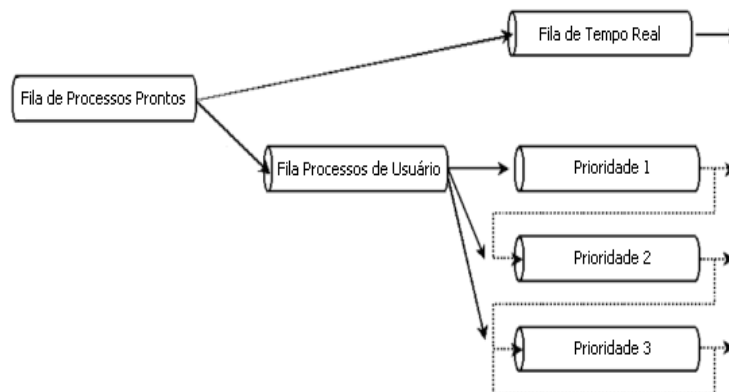 Fila de Tempo Real
Fila de Processos Prontos
Fila Processos de Usuário
Prioridade 1
Prioridade 2
Prioridade 3